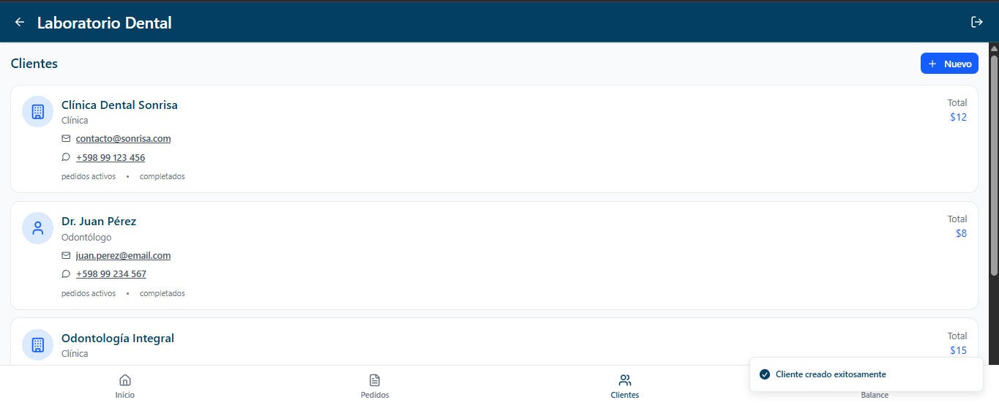 Laboratorio Dental
Clientes
Nuevo
Clínica Dental Sonrisa
Clínica
contacto@sonrisa.com
+598 99 123 456
pedidos activos • completados
Total
$12
Dr. Juan Pérez
Odontólogo
juan.perez@email.com
+598 99 234 567
pedidos activos • completados
Total
$8
Odontología Integral
Clínica
Total
$15
Cliente creado exitosamente
Inicio
Pedidos
Clientes
Balance